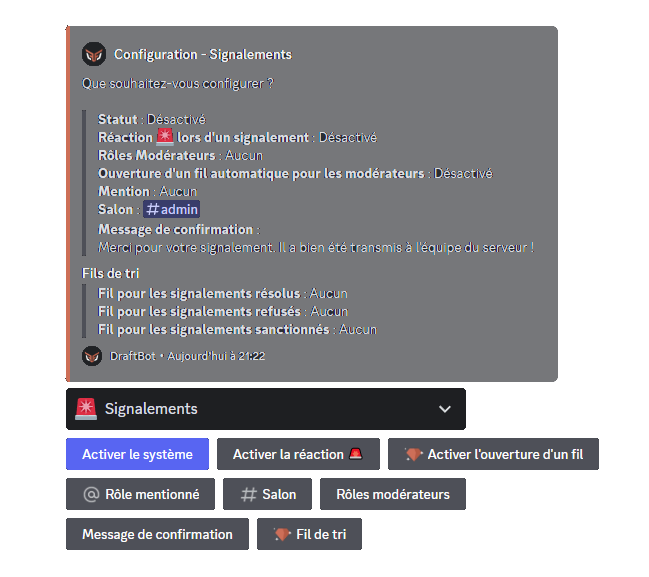 Configuration - Signalements
Que souhaitez-vous configurer ?
Statut : Désactivé
Réaction 🚨 lors d'un signalement : Désactivé
Rôles Modérateurs : Aucun
Ouverture d'un fil automatique pour les modérateurs : Désactivé
Mention : Aucun
Salon : #admin
Message de confirmation :
Merci pour votre signalement. Il a bien été transmis à l'équipe du serveur !
Fils de tri
Fil pour les signalements résolus : Aucun
Fil pour les signalements refusés : Aucun
Fil pour les signalements sanctionnés : Aucun
DraftBot • Aujourd'hui à 21:22
Signalements
Activer le système
Activer la réaction 🚨
Activer l'ouverture d'un fil
@ Rôle mentionné
# Salon
Rôles modérateurs
Message de confirmation
Fil de tri